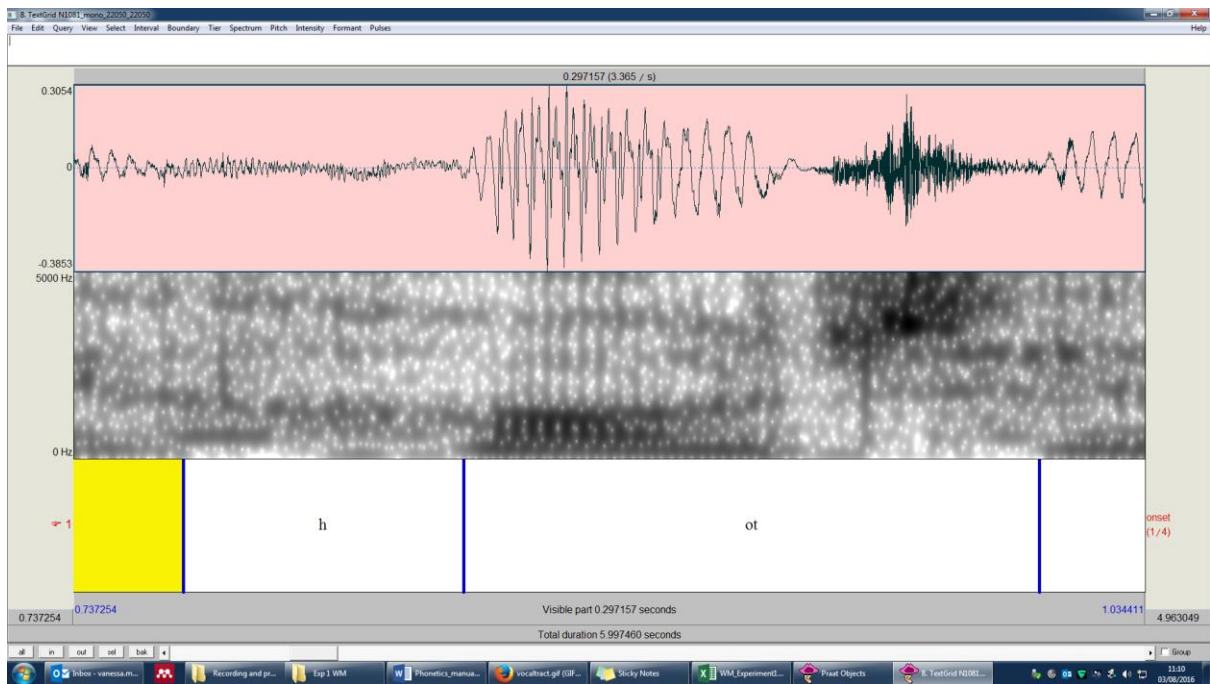 8. TextGrid N1081_mono_22050_22050
File Edit Query View Select Interval Boundary Tier Spectrum Pitch Intensity Formant Pulses Help
0.297157 (3.365 / s)
0.3054
0
-0.3853
5000 Hz
0 Hz
1
h
ot
onset
(1/4)
0.737254
0.737254 Visible part 0.297157 seconds 1.034411
4.963049
Total duration 5.997460 seconds
all in out sel bak Group
Inbox - vanessa.m... Recording and pr... Exp 1 WM Phonetics_manua... vocaltract.gif (GIF... Sticky Notes WM_Experiment1... Praat Objects 8. TextGrid N1081... 11:10
03/08/2016